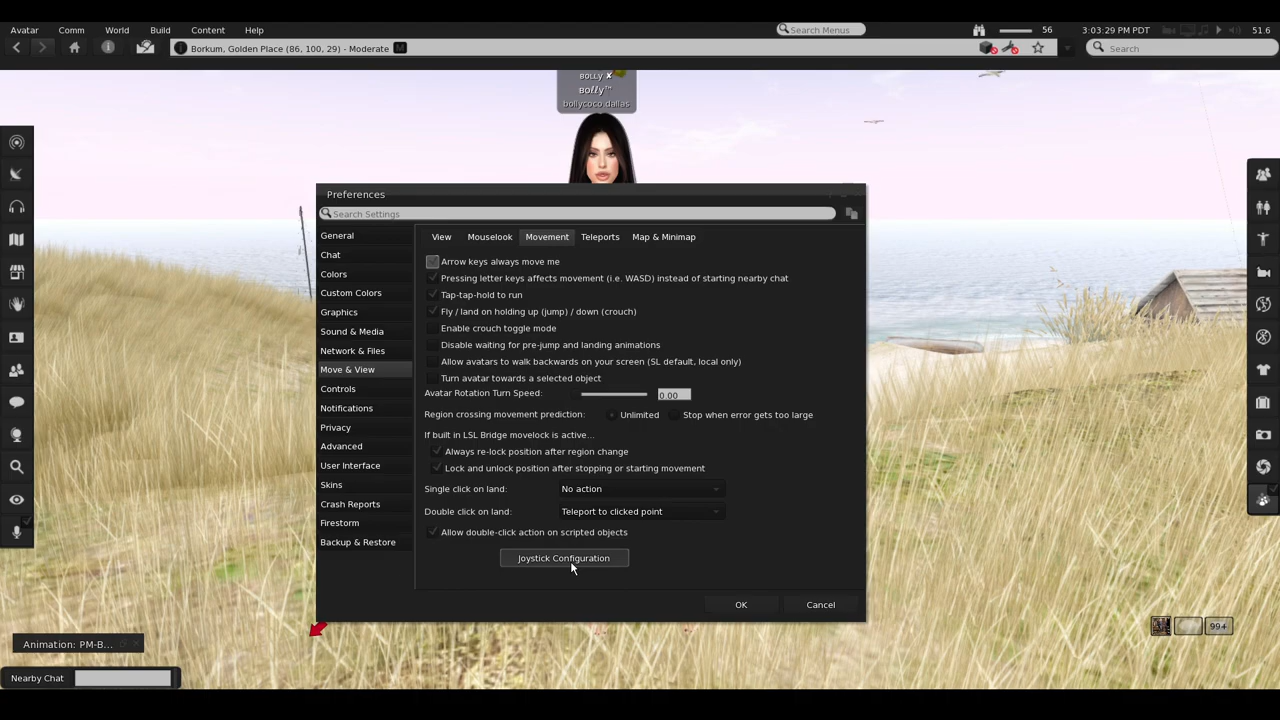 Avatar Comm World Build Content Help Search Menus 56 3:03:29 PM PDT 51.6
Borkum, Golden Place (86, 100, 29) - Moderate M Search
BOLLY ✘
Bσℓℓy™
bollycoco.dallas
Preferences
Search Settings
General
Chat
Colors
Custom Colors
Graphics
Sound & Media
Network & Files
Move & View
Controls
Notifications
Privacy
Advanced
User Interface
Skins
Crash Reports
Firestorm
Backup & Restore
View Mouselook Movement Teleports Map & Minimap
Arrow keys always move me
Pressing letter keys affects movement (i.e. WASD) instead of starting nearby chat
Tap-tap-hold to run
Fly / land on holding up (jump) / down (crouch)
Enable crouch toggle mode
Disable waiting for pre-jump and landing animations
Allow avatars to walk backwards on your screen (SL default, local only)
Turn avatar towards a selected object
Avatar Rotation Turn Speed: 0.00
Region crossing movement prediction: Unlimited Stop when error gets too large
If built in LSL Bridge movelock is active...
Always re-lock position after region change
Lock and unlock position after stopping or starting movement
Single click on land: No action
Double click on land: Teleport to clicked point
Allow double-click action on scripted objects
Joystick Configuration
OK Cancel
994
Animation: PM-B...
Nearby Chat